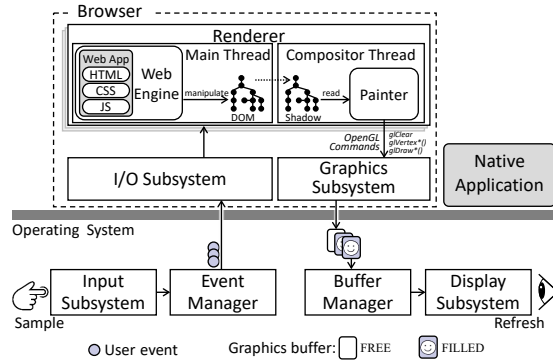 Browser
Renderer
Main Thread
Web App
HTML
CSS
JS
Web
Engine
manipulate
DOM
Compositor Thread
Shadow
read
Painter
OpenGL
Commands
glClear
glVertex*()
glDraw*()
I/O Subsystem
Graphics
Subsystem
Native
Application
Operating System
Sample
Input
Subsystem
Event
Manager
Buffer
Manager
Display
Subsystem
Refresh
User event
Graphics buffer:
FREE
FILLED